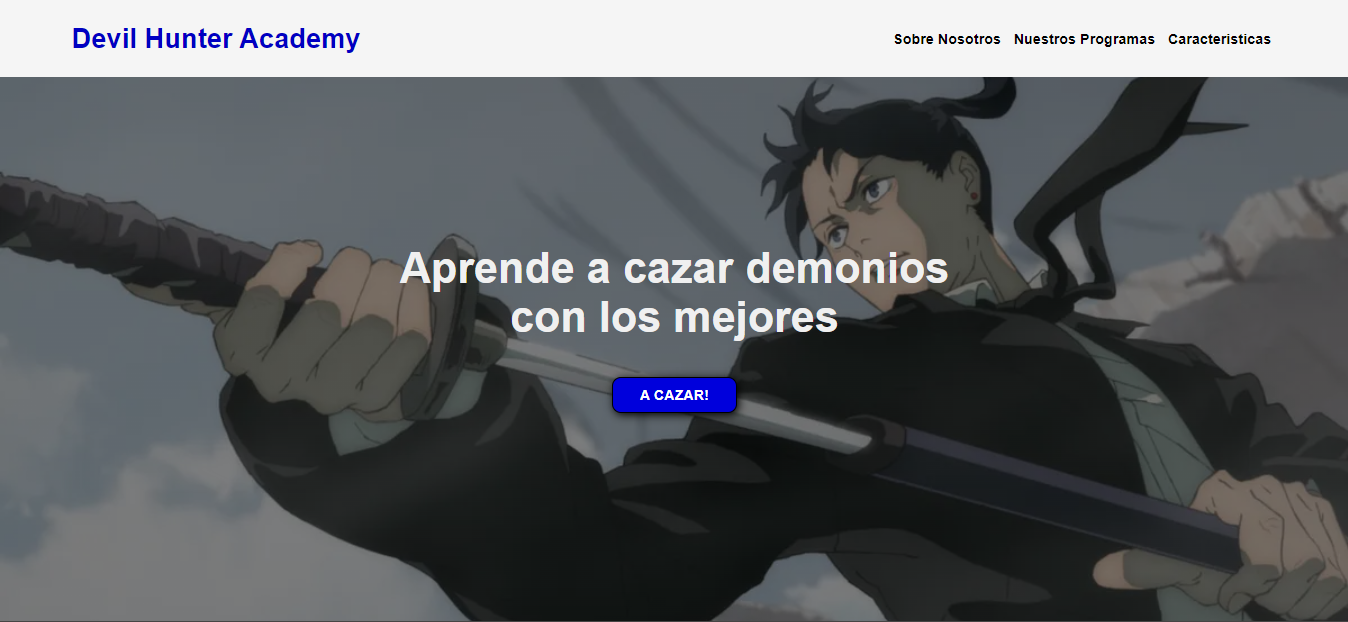 Devil Hunter Academy
Sobre Nosotros Nuestros Programas Caracteristicas
Aprende a cazar demonios
con los mejores
A CAZAR!